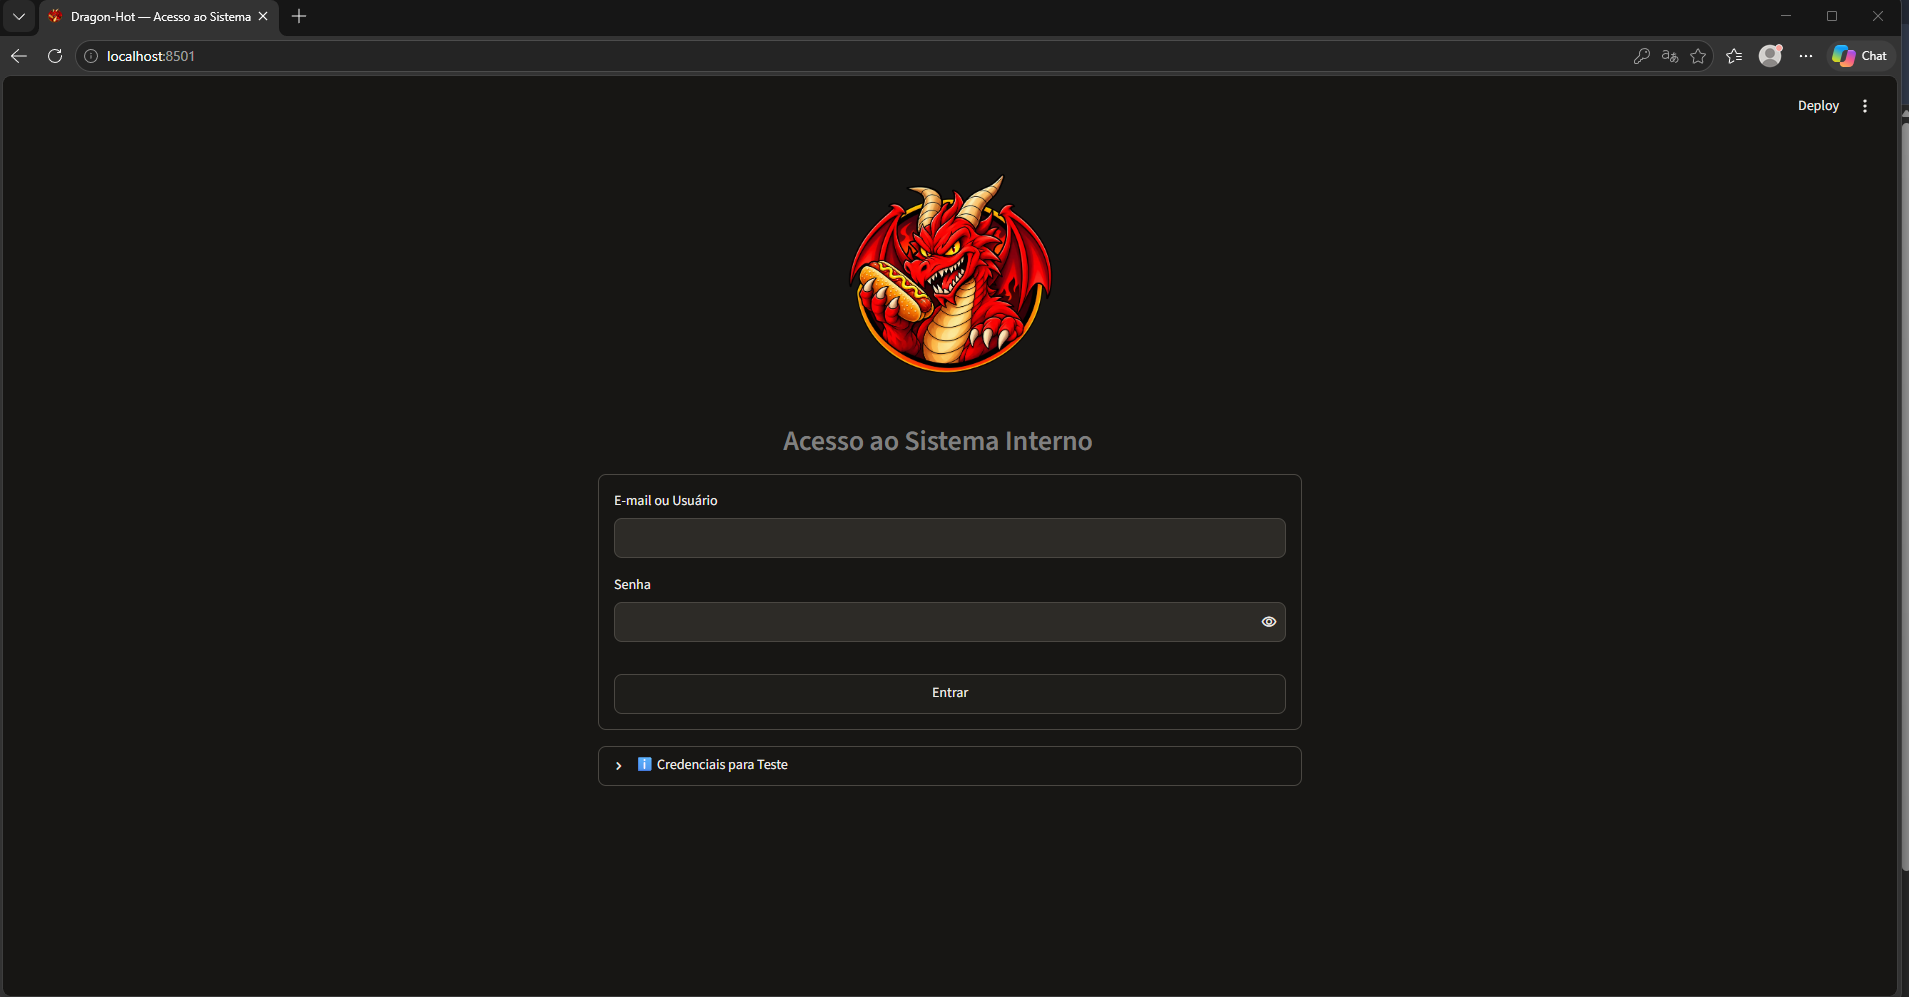 Dragon-Hot — Acesso ao Sistema
localhost:8501
Chat
Deploy
Acesso ao Sistema Interno
E-mail ou Usuário
Senha
Entrar
Credenciais para Teste